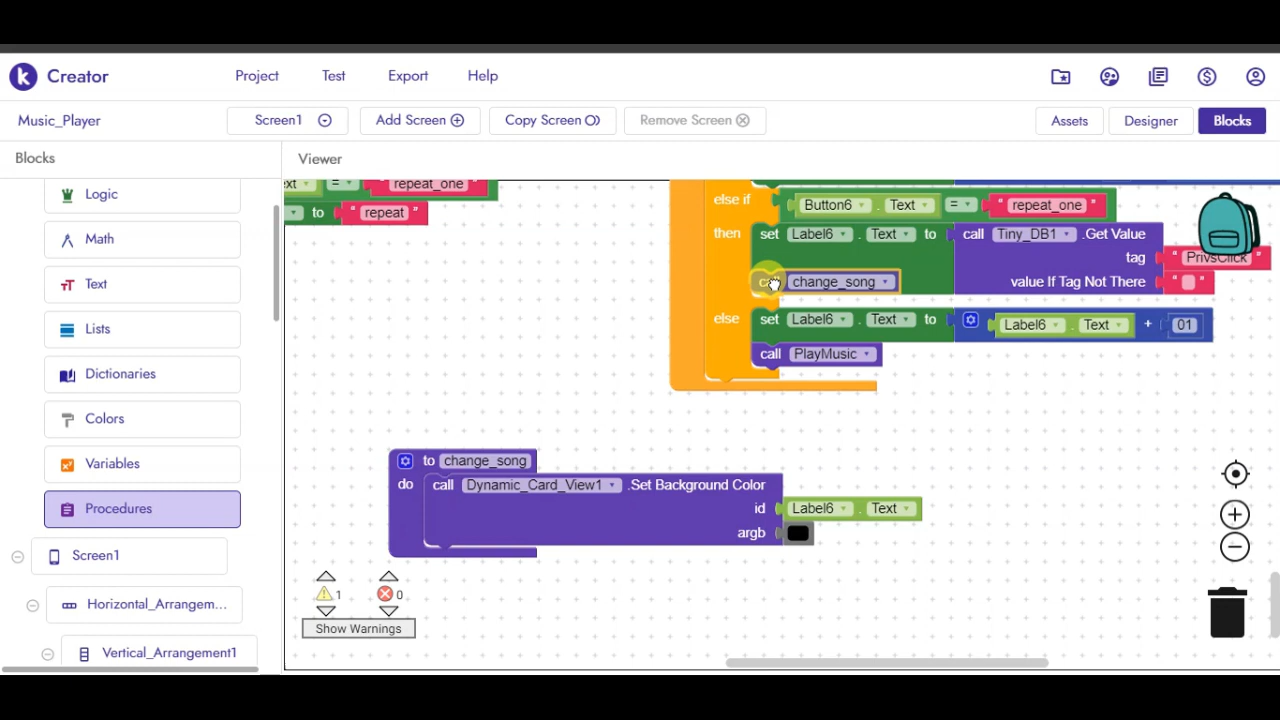 Creator
Project
Test
Export
Help
Music_Player
Screen1
Add Screen
Copy Screen
Remove Screen
Assets
Designer
Blocks
Blocks
Viewer
Logic
Math
Text
Lists
Dictionaries
Colors
Variables
Procedures
Screen1
Horizontal_Arrangem...
Vertical_Arrangement1
= " repeat_one "
to " repeat "
else if Button6 . Text = " repeat_one "
then set Label6 . Text to call Tiny_DB1 .Get Value
tag " PrivsClick
change_song value If Tag Not There " "
else set Label6 . Text to Label6 . Text + 01
call PlayMusic
to change_song
do call Dynamic_Card_View1 .Set Background Color
id Label6 . Text
argb
1 0
Show Warnings